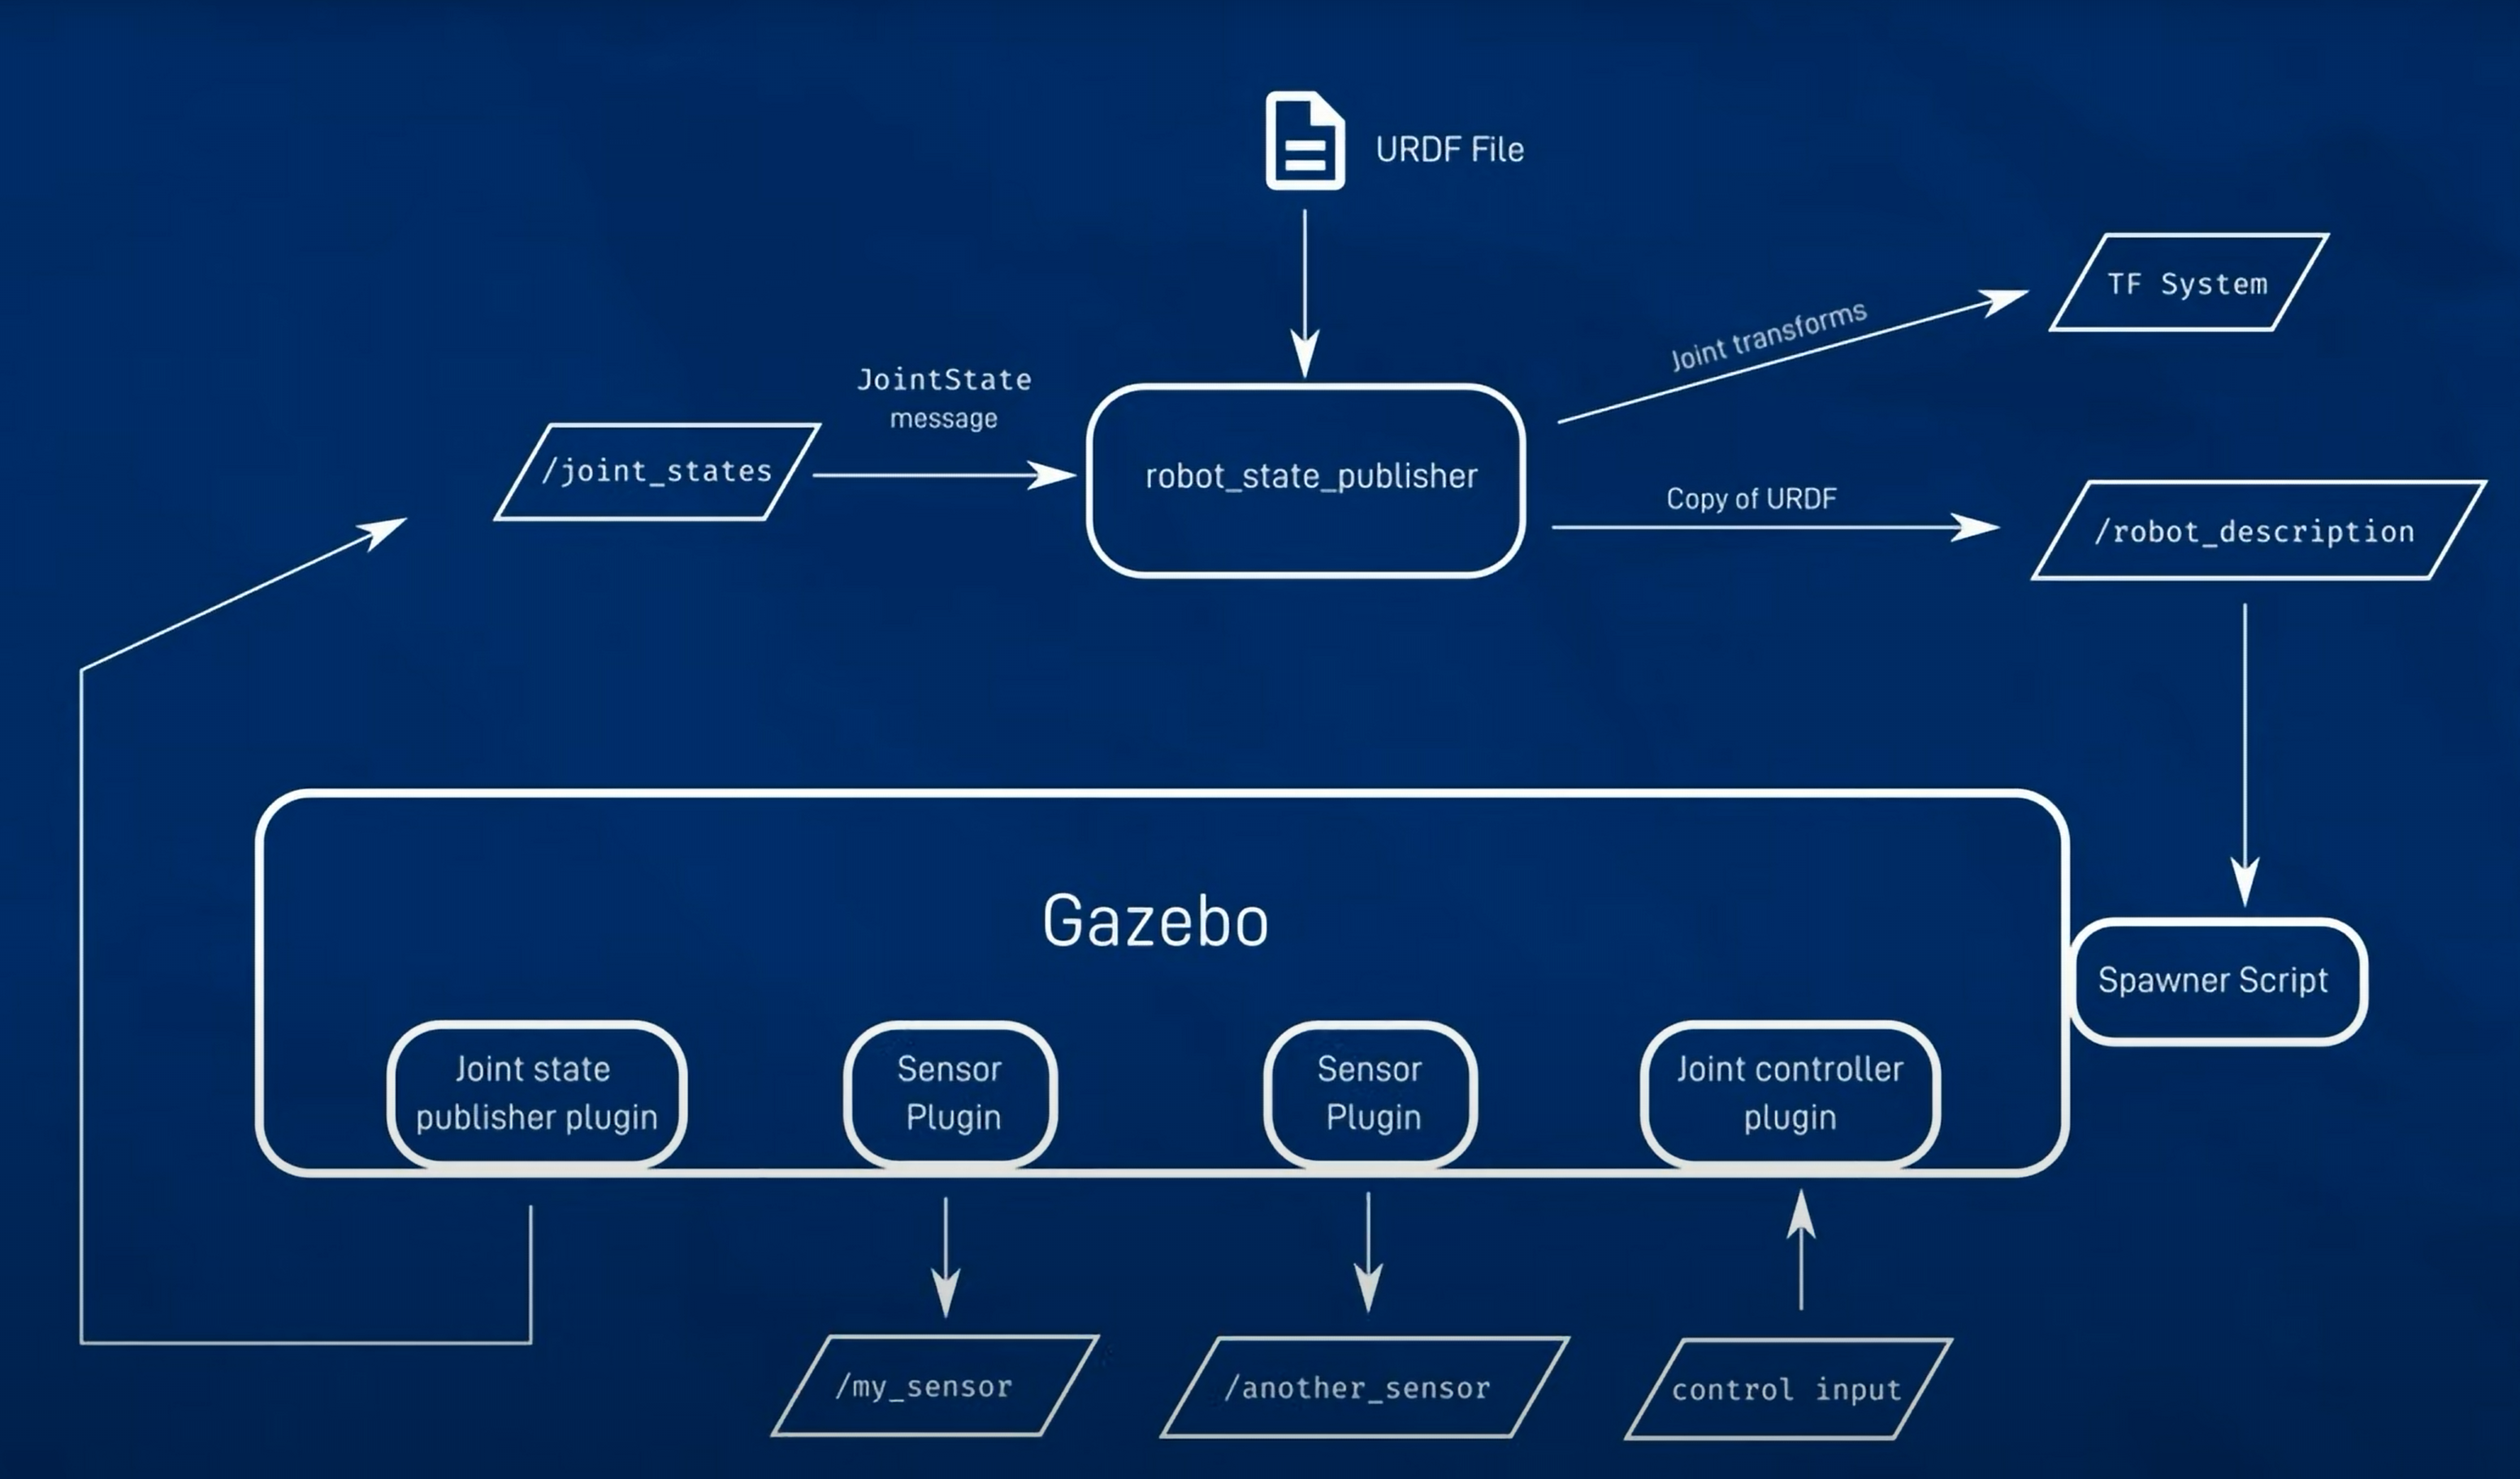 URDF File
TF System
Joint transforms
JointState
message
/joint_states
robot_state_publisher
Copy of URDF
/robot_description
Gazebo
Spawner Script
Joint state
publisher plugin
Sensor
Plugin
Sensor
Plugin
Joint controller
plugin
/my_sensor
/another_sensor
control input